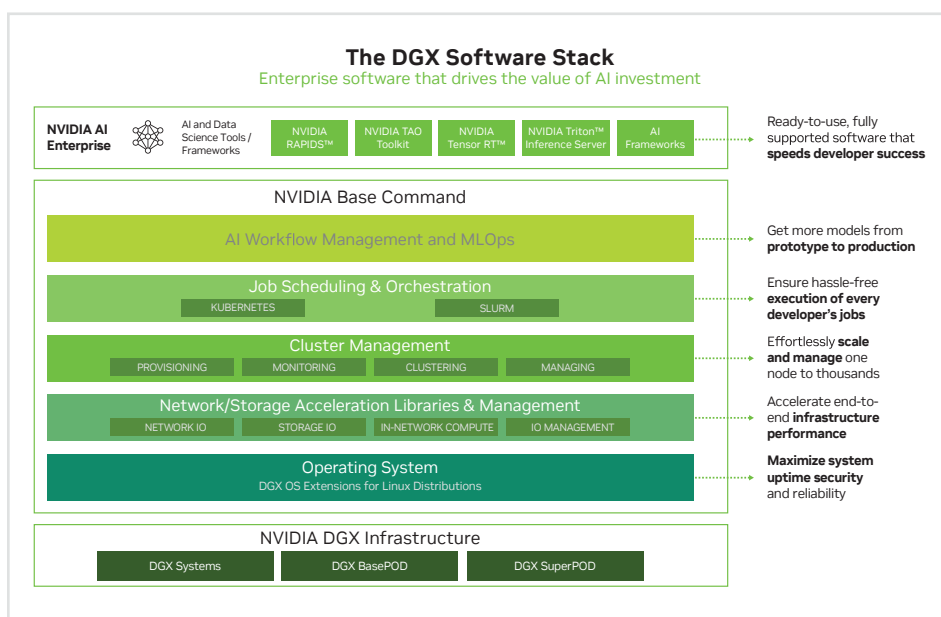 The DGX Software Stack
Enterprise software that drives the value of AI investment
NVIDIA AI
Enterprise
AI and Data
Science Tools /
Frameworks
NVIDIA
RAPIDS™
NVIDIA TAO
Toolkit
NVIDIA
Tensor RT™
NVIDIA Triton™
Inference Server
AI
Frameworks
Ready-to-use, fully
supported software that
speeds developer success
NVIDIA Base Command
AI Workflow Management and MLOps
Get more models from
prototype to production
Job Scheduling & Orchestration
KUBERNETES
SLURM
Ensure hassle-free
execution of every
developer's jobs
Cluster Management
PROVISIONING
MONITORING
CLUSTERING
MANAGING
Effortlessly scale
and manage one
node to thousands
Network/Storage Acceleration Libraries & Management
NETWORK IO
STORAGE IO
IN-NETWORK COMPUTE
IO MANAGEMENT
Accelerate end-to-
end infrastructure
performance
Operating System
DGX OS Extensions for Linux Distributions
Maximize system
uptime security
and reliability
NVIDIA DGX Infrastructure
DGX Systems
DGX BasePOD
DGX SuperPOD